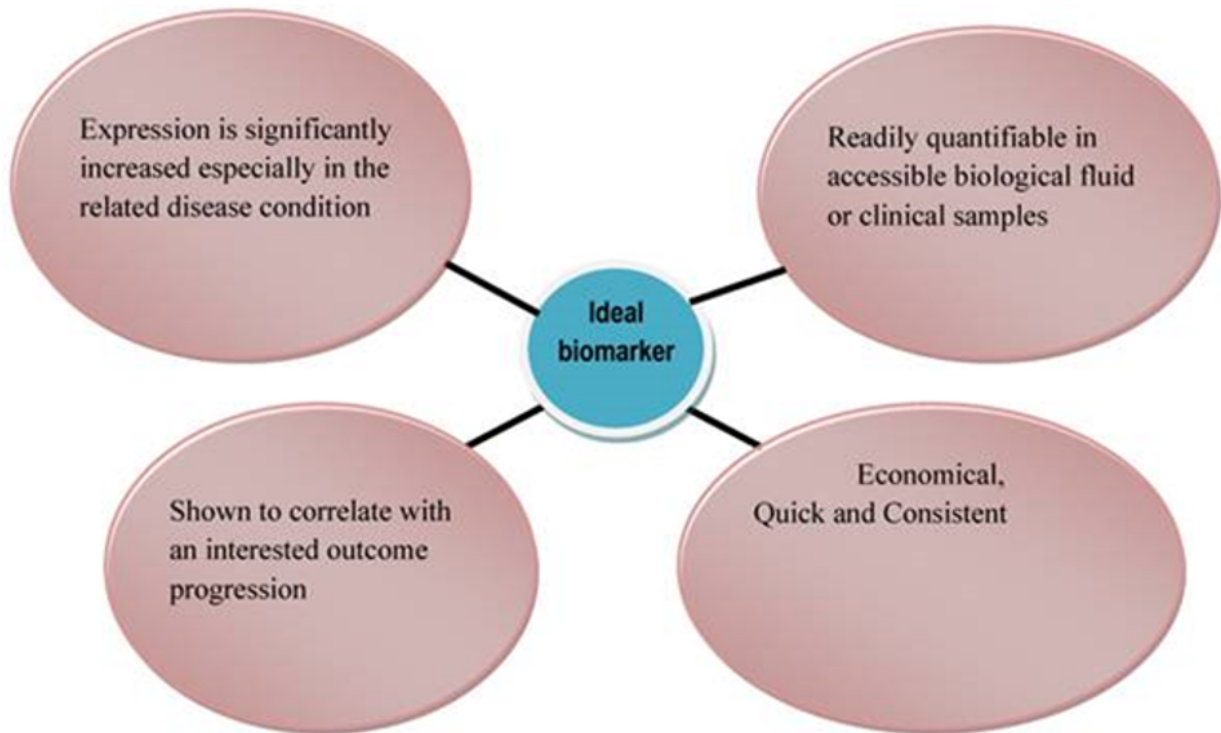 Expression is significantly
increased especially in the
related disease condition
Readily quantifiable in
accessible biological fluid
or clinical samples
Ideal
biomarker
Shown to correlate with
an interested outcome
progression
Economical,
Quick and Consistent